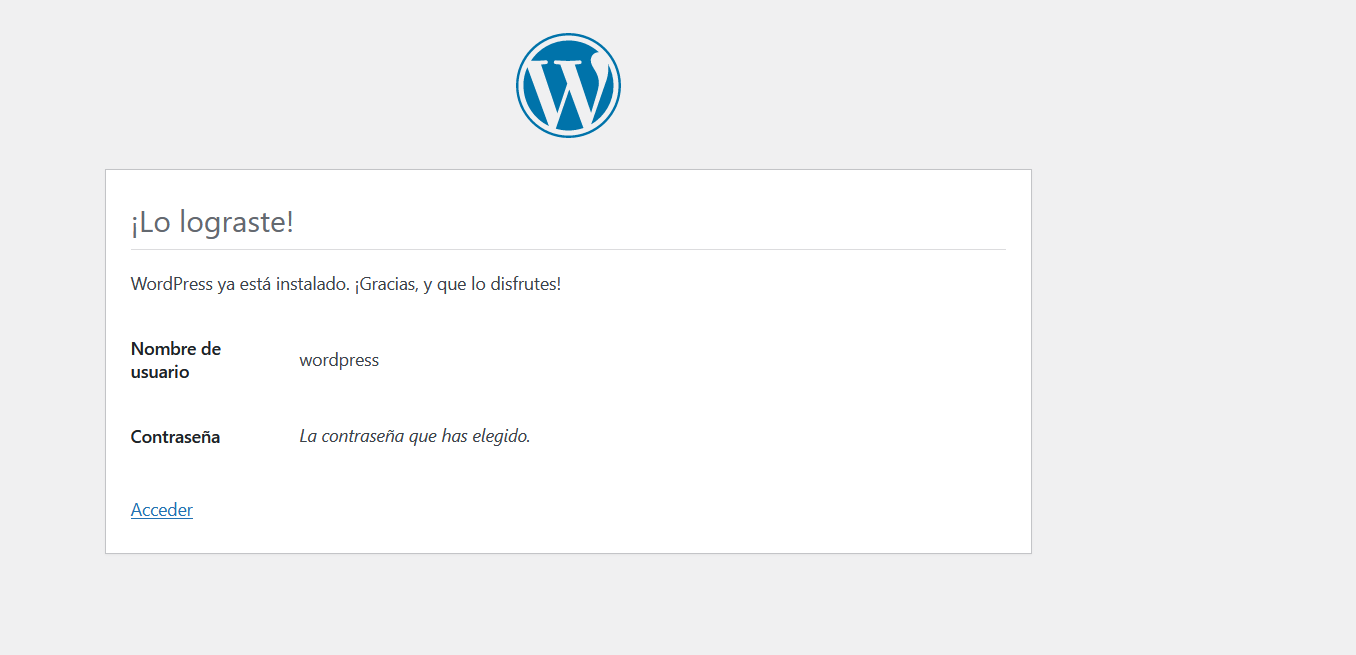 ¡Lo lograste!
WordPress ya está instalado. ¡Gracias, y que lo disfrutes!
Nombre de
usuario
wordpress
Contraseña
La contraseña que has elegido.
Acceder